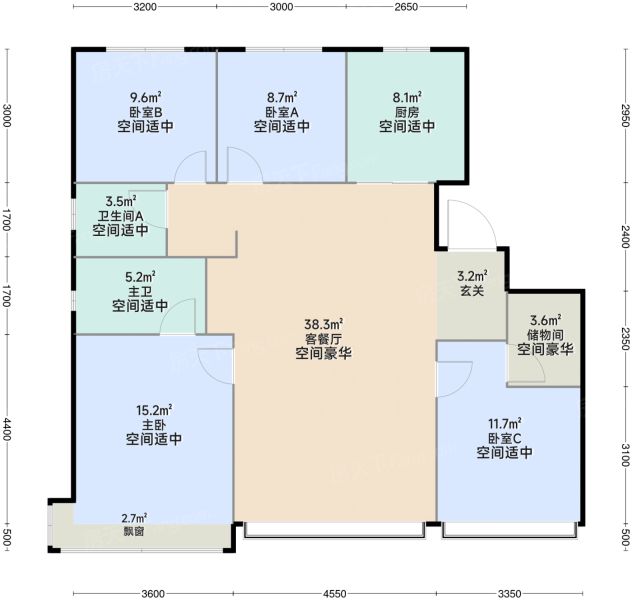 3200
3000
2650
3000
1700
1700
4400
500
2950
2400
2350
3100
500
9.6㎡
卧室B
空间适中
8.7㎡
卧室A
空间适中
8.1㎡
厨房
空间适中
3.5㎡
卫生间A
空间适中
5.2㎡
主卫
空间适中
38.3㎡
客餐厅
空间豪华
3.2㎡
玄关
3.6㎡
储物间
空间豪华
15.2㎡
主卧
空间适中
11.7㎡
卧室C
空间适中
2.7㎡
飘窗
3600
4550
3350